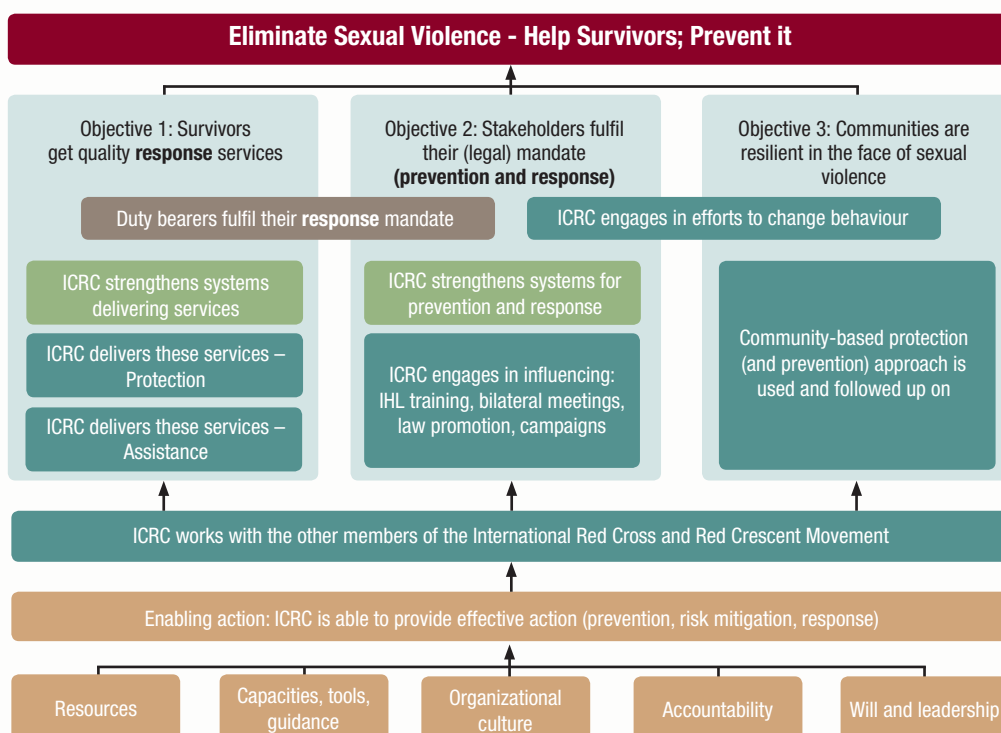 Eliminate Sexual Violence - Help Survivors; Prevent it
Objective 1: Survivors
get quality response services
Objective 2: Stakeholders fulfil
their (legal) mandate
(prevention and response)
Objective 3: Communities are
resilient in the face of sexual
violence
Duty bearers fulfil their response mandate
ICRC engages in efforts to change behaviour
ICRC strengthens systems
delivering services
ICRC delivers these services –
Protection
ICRC delivers these services –
Assistance
ICRC strengthens systems for
prevention and response
ICRC engages in influencing:
IHL training, bilateral meetings,
law promotion, campaigns
Community-based protection
(and prevention) approach is
used and followed up on
ICRC works with the other members of the International Red Cross and Red Crescent Movement
Enabling action: ICRC is able to provide effective action (prevention, risk mitigation, response)
Resources
Capacities, tools,
guidance
Organizational
culture
Accountability
Will and leadership